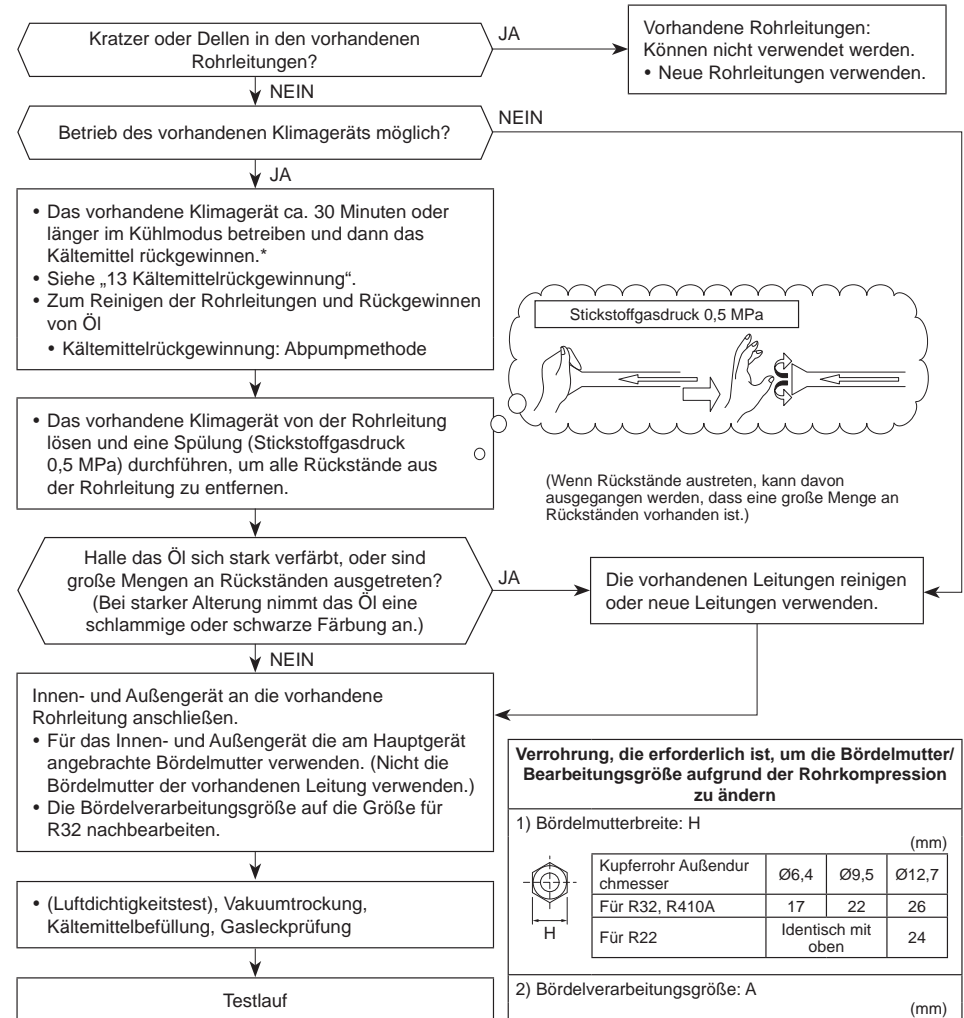 Kratzer oder Dellen in den vorhandenen
Rohrleitungen?
JA
Vorhandene Rohrleitungen:
Können nicht verwendet werden.
• Neue Rohrleitungen verwenden.
NEIN
Betrieb des vorhandenen Klimageräts möglich?
NEIN
JA
• Das vorhandene Klimagerät ca. 30 Minuten oder
länger im Kühlmodus betreiben und dann das
Kältemittel rückgewinnen.*
• Siehe „13 Kältemittelrückgewinnung“.
• Zum Reinigen der Rohrleitungen und Rückgewinnen
von Öl
• Kältemittelrückgewinnung: Abpumpmethode
Stickstoffgasdruck 0,5 MPa
• Das vorhandene Klimagerät von der Rohrleitung
lösen und eine Spülung (Stickstoffgasdruck
0,5 MPa) durchführen, um alle Rückstände aus
der Rohrleitung zu entfernen.
(Wenn Rückstände austreten, kann davon
ausgegangen werden, dass eine große Menge an
Rückständen vorhanden ist.)
Halle das Öl sich stark verfärbt, oder sind
große Mengen an Rückständen ausgetreten?
(Bei starker Alterung nimmt das Öl eine
schlammige oder schwarze Färbung an.)
JA
Die vorhandenen Leitungen reinigen
oder neue Leitungen verwenden.
NEIN
Innen- und Außengerät an die vorhandene
Rohrleitung anschließen.
• Für das Innen- und Außengerät die am Hauptgerät
angebrachte Bördelmutter verwenden. (Nicht die
Bördelmutter der vorhandenen Leitung verwenden.)
• Die Bördelverarbeitungsgröße auf die Größe für
R32 nachbearbeiten.
• (Luftdichtigkeitstest), Vakuumtrockung,
Kältemittelbefüllung, Gasleckprüfung
Testlauf
Verrohrung, die erforderlich ist, um die Bördelmutter/
Bearbeitungsgröße aufgrund der Rohrkompression
zu ändern
1) Bördelmutterbreite: H
(mm)
H
Kupferrohr Außendur
chmesser
Ø6,4 Ø9,5 Ø12,7
Für R32, R410A 17 22 26
Für R22 Identisch mit
oben
24
2) Bördelverarbeitungsgröße: A
(mm)